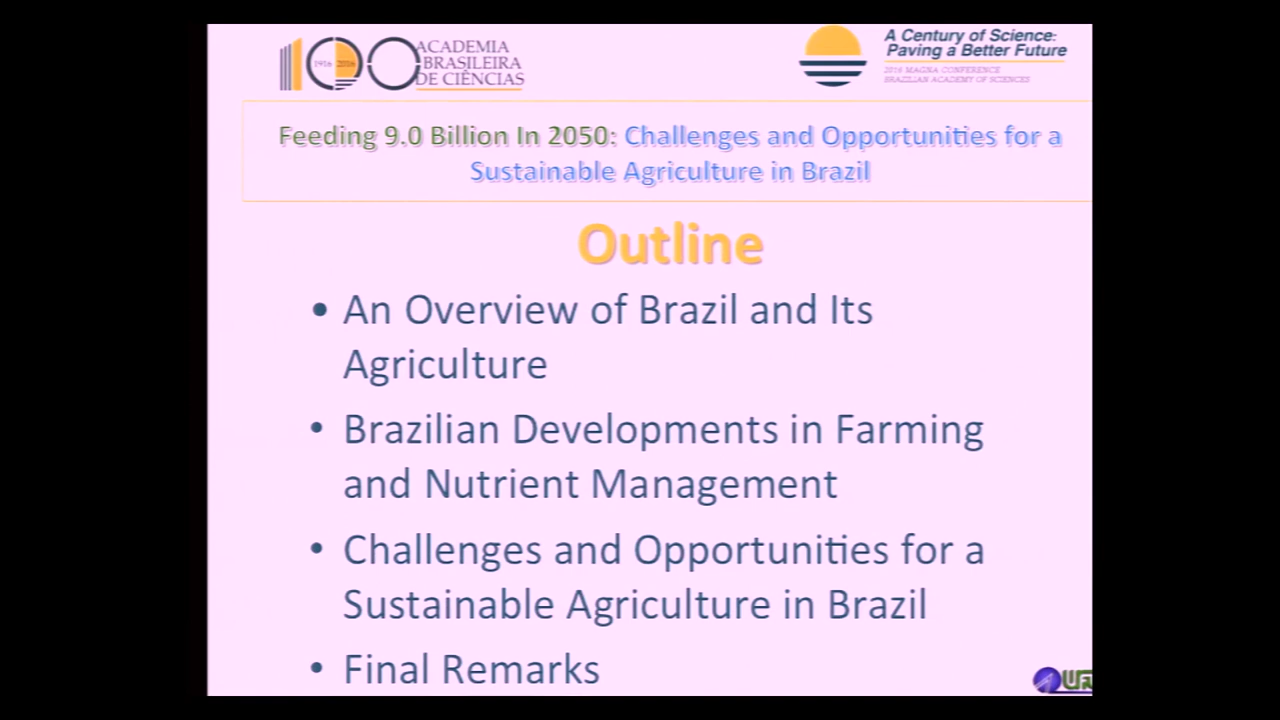 1916 2016
ACADEMIA
BRASILEIRA
DE CIÊNCIAS
A Century of Science:
Paving a Better Future
2016 MAGNA CONFERENCE
BRAZILIAN ACADEMY OF SCIENCES
Feeding 9.0 Billion In 2050: Challenges and Opportunities for a
Sustainable Agriculture in Brazil
Outline
• An Overview of Brazil and Its
Agriculture
• Brazilian Developments in Farming
and Nutrient Management
• Challenges and Opportunities for a
Sustainable Agriculture in Brazil
• Final Remarks